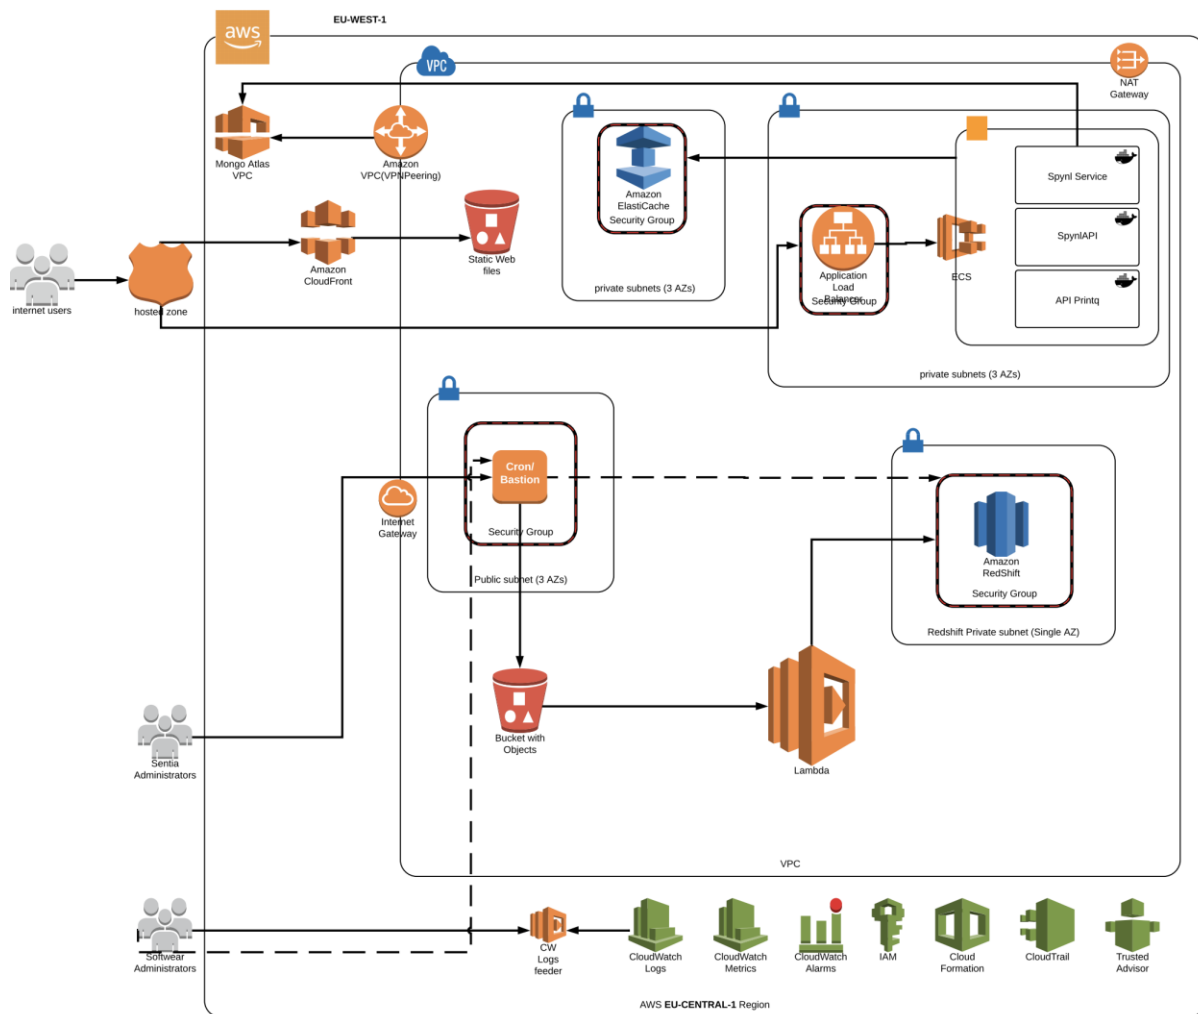 EU-WEST-1
aws
VPC
NAT
Gateway
Mongo Atlas
VPC
Amazon
VPC(VPNPeering)
Amazon
ElastiCache
Security Group
private subnets (3 AZs)
Spynl Service
SpynlAPI
API Printq
Application
Load
Balancer
Security Group
ECS
private subnets (3 AZs)
internet users
hosted zone
Amazon
CloudFront
Static Web
files
Cron/
Bastion
Security Group
Public subnet (3 AZs)
Internet
Gateway
Amazon
RedShift
Security Group
Redshift Private subnet (Single AZ)
Bucket with
Objects
Lambda
Sentia
Administrators
VPC
Softwear
Administrators
CW
Logs
feeder
CloudWatch
Logs
CloudWatch
Metrics
CloudWatch
Alarms
IAM
Cloud
Formation
CloudTrail
Trusted
Advisor
AWS EU-CENTRAL-1 Region